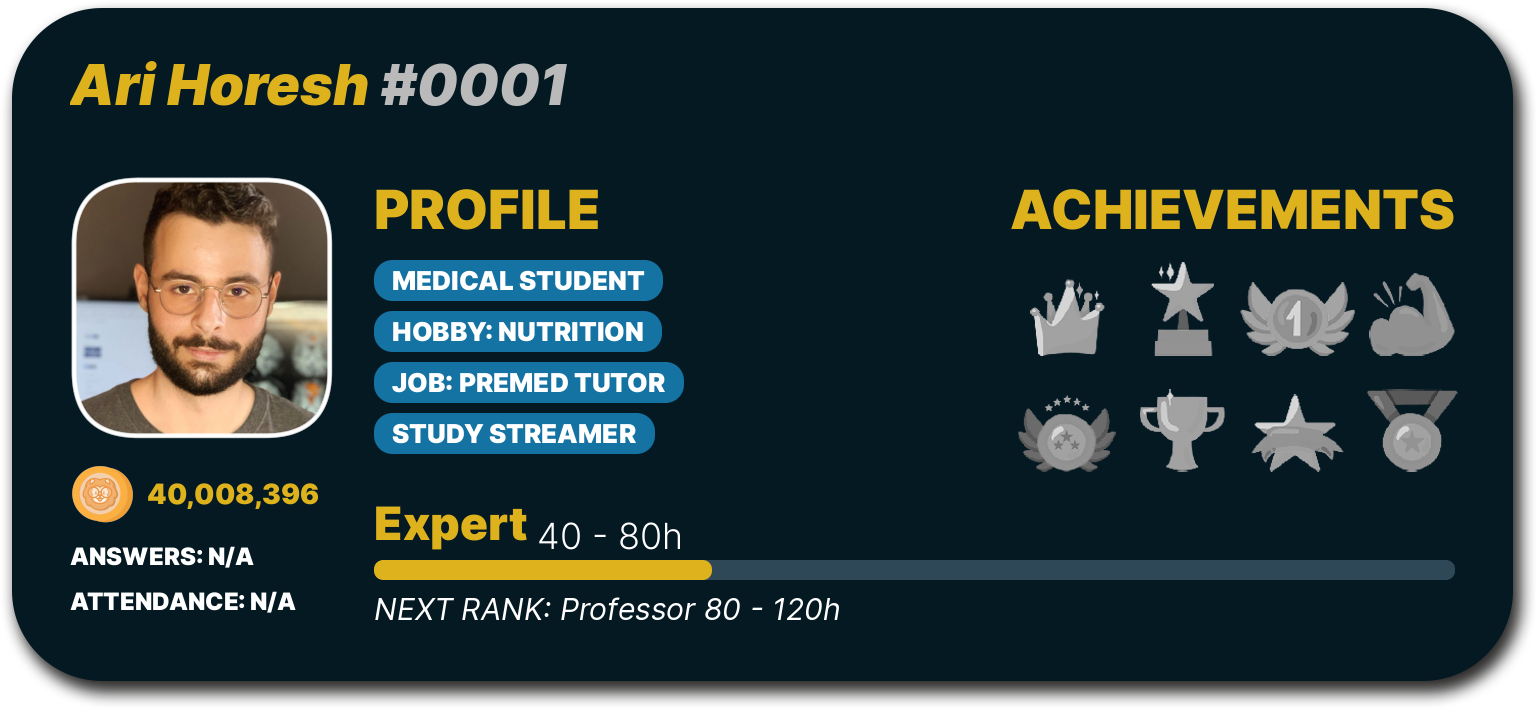 Ari Horesh #0001
PROFILE
MEDICAL STUDENT
HOBBY: NUTRITION
JOB: PREMED TUTOR
STUDY STREAMER
ACHIEVEMENTS
1
40,008,396
ANSWERS: N/A
ATTENDANCE: N/A
Expert 40 - 80h
NEXT RANK: Professor 80 - 120h